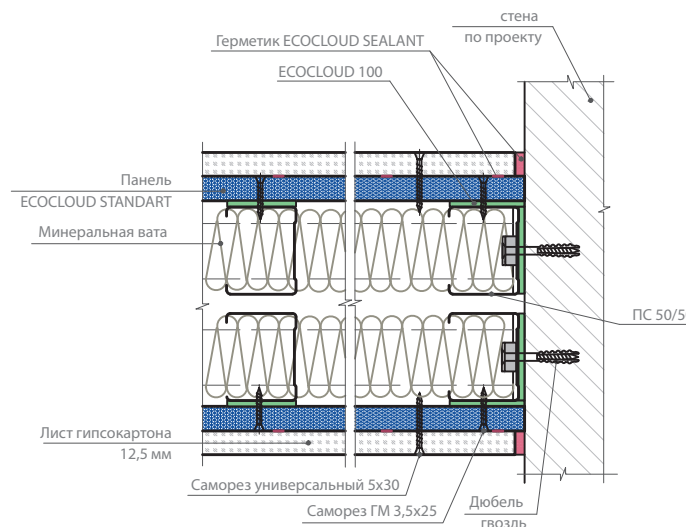 стена
по проекту
Герметик ECOCLOUD SEALANT
ECOCLOUD 100
Панель
ECOCLOUD STANDART
Минеральная вата
ПС 50/5
Лист гипсокартона
12,5 мм
Саморез универсальный 5х30
Саморез ГМ 3,5х25
Дюбель
гвоздь